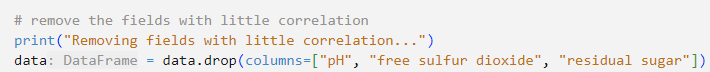 # remove the fields with little correlation
print("Removing fields with little correlation...")
data: DataFrame = data.drop(columns=["pH", "free sulfur dioxide", "residual sugar"])